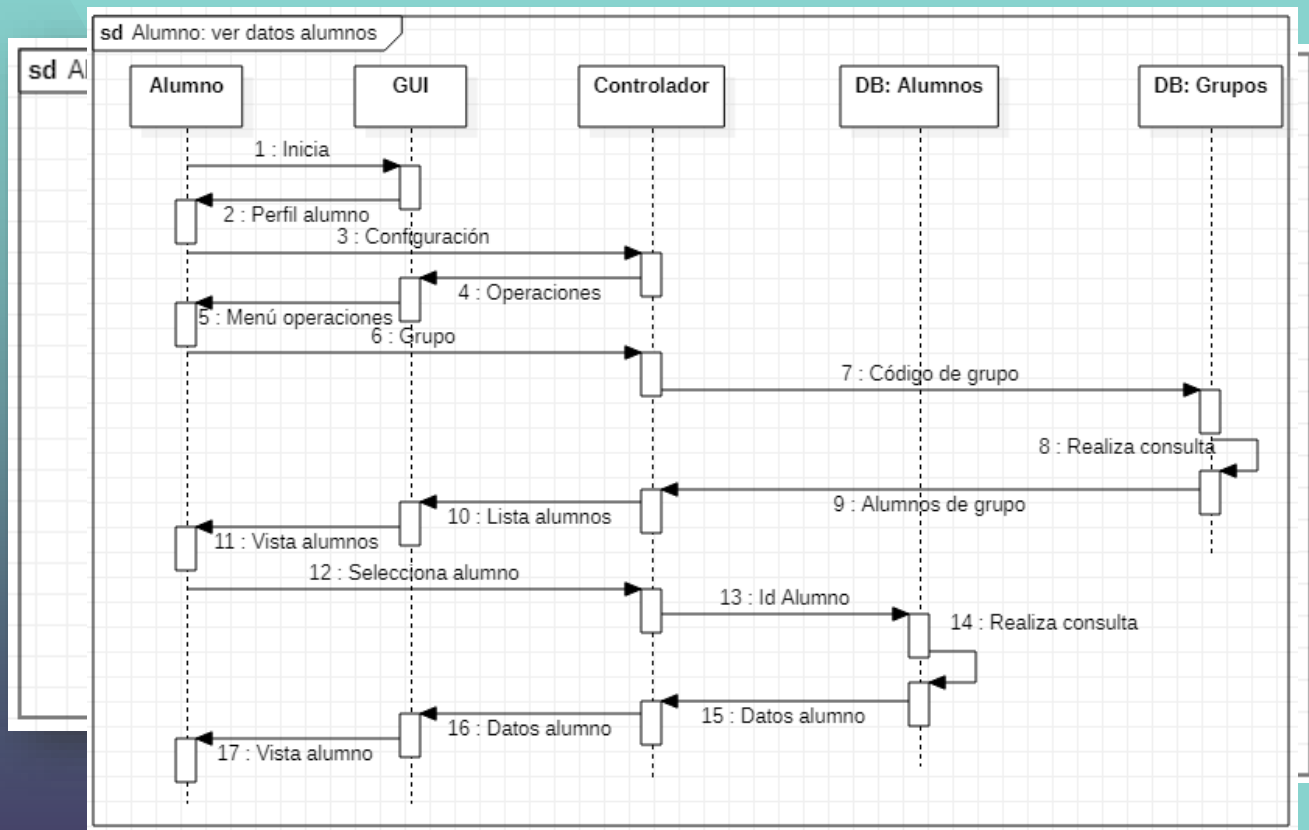 sd Alumno: ver datos alumnos
sd Al
Alumno
GUI
Controlador
DB: Alumnos
DB: Grupos
1 : Inicia
2 : Perfil alumno
3 : Configuración
4 : Operaciones
5 : Menú operaciones
6 : Grupo
7 : Código de grupo
8 : Realiza consulta
9 : Alumnos de grupo
10 : Lista alumnos
11 : Vista alumnos
12 : Selecciona alumno
13 : Id Alumno
14 : Realiza consulta
15 : Datos alumno
16 : Datos alumno
17 : Vista alumno